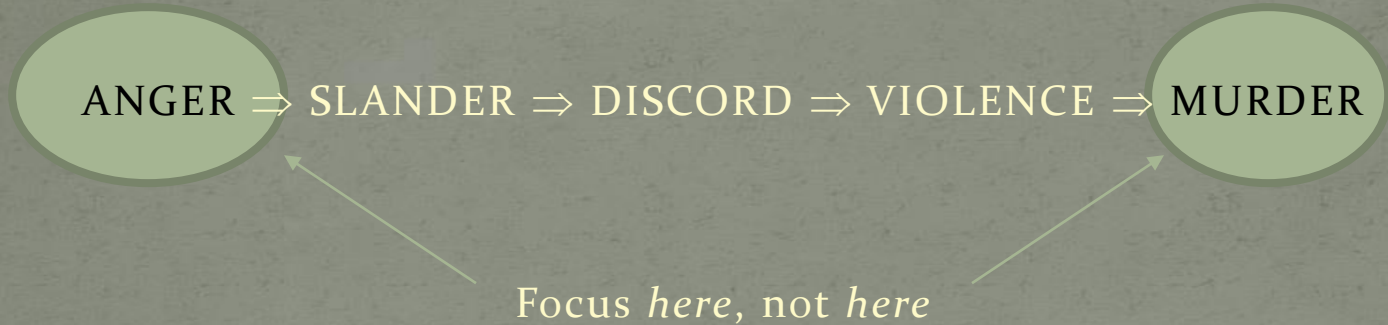 ANGER ⇒ SLANDER ⇒ DISCORD ⇒ VIOLENCE ⇒ MURDER
Focus here, not here